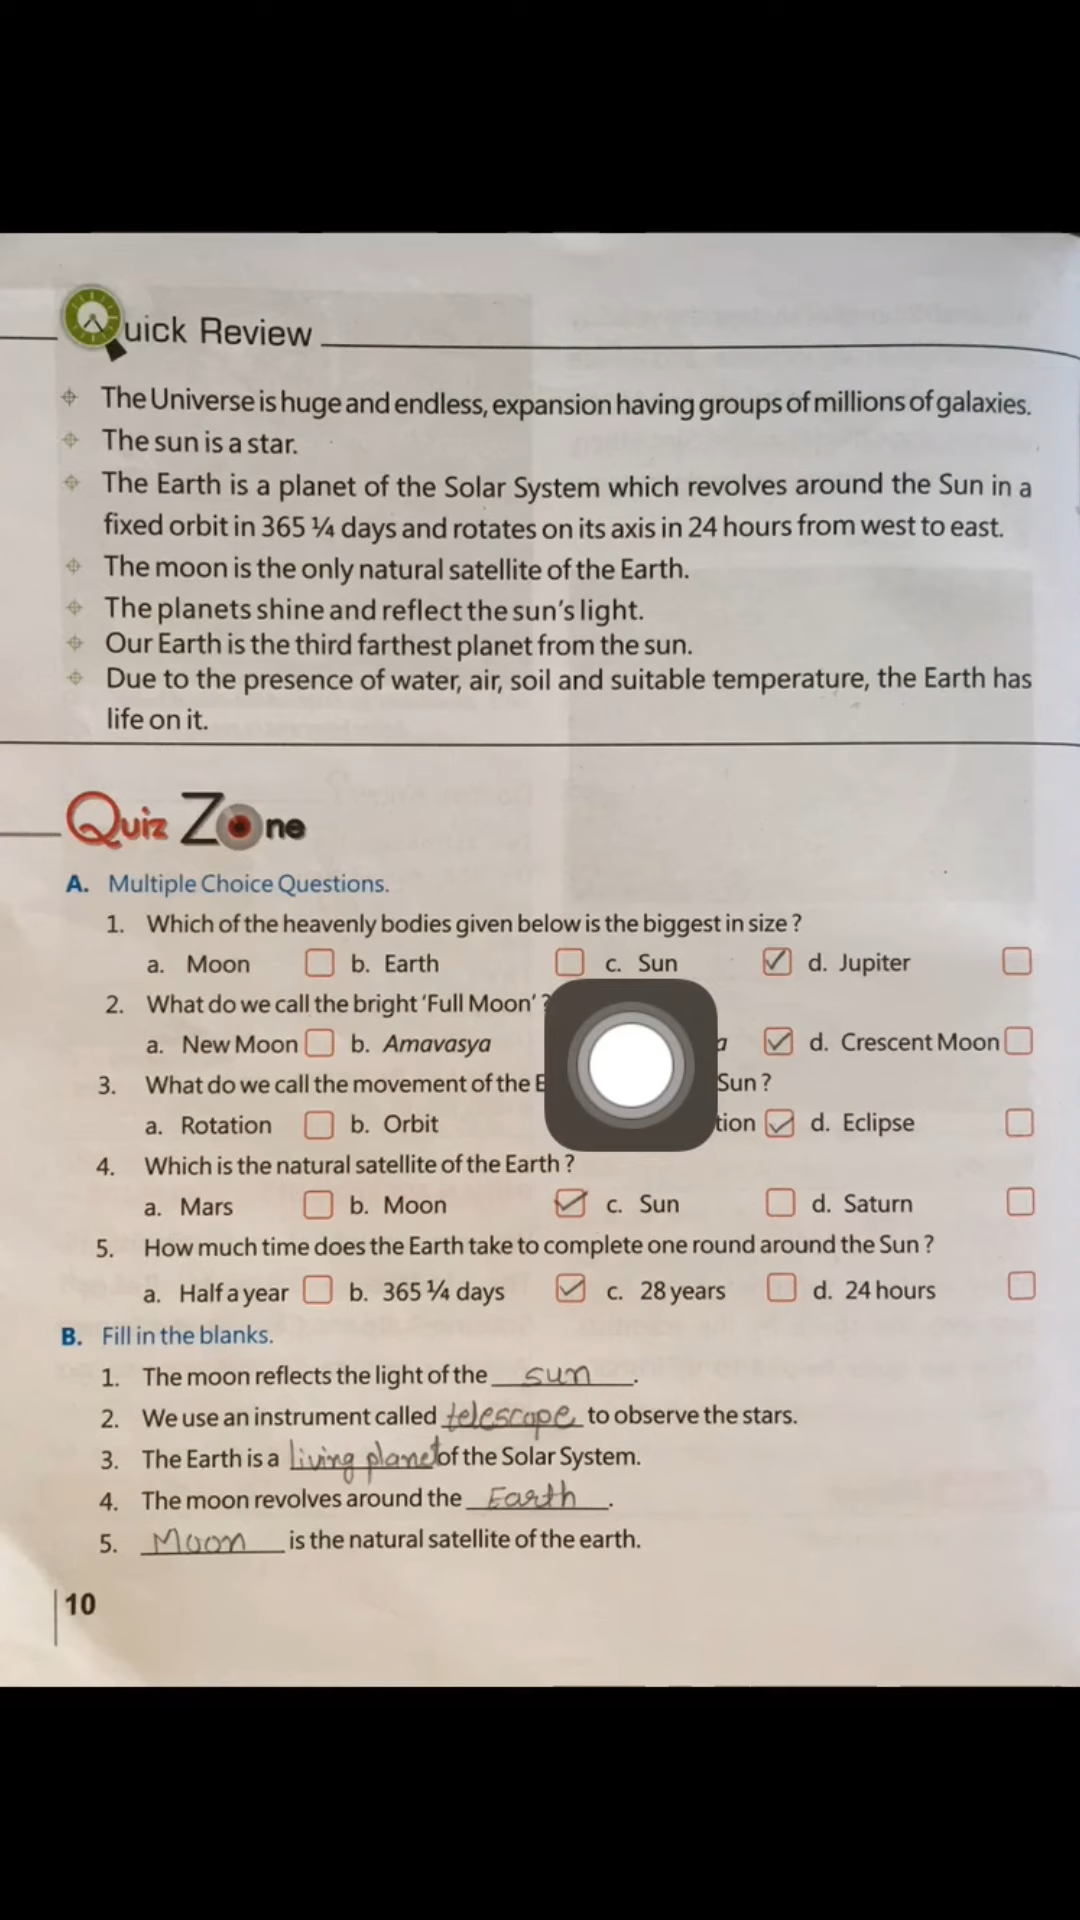 Quick Review
The Universe is huge and endless, expansion having groups of millions of galaxies.
The sun is a star.
The Earth is a planet of the Solar System which revolves around the Sun in a
fixed orbit in 365 ¼ days and rotates on its axis in 24 hours from west to east.
The moon is the only natural satellite of the Earth.
The planets shine and reflect the sun's light.
Our Earth is the third farthest planet from the sun.
Due to the presence of water, air, soil and suitable temperature, the Earth has
life on it.
Quiz Zone
A. Multiple Choice Questions.
1. Which of the heavenly bodies given below is the biggest in size ?
a. Moon b. Earth c. Sun ✓ d. Jupiter
2. What do we call the bright 'Full Moon' ?
a. New Moon b. Amavasya ✓ d. Crescent Moon
3. What do we call the movement of the Sun ?
a. Rotation b. Orbit ✓ d. Eclipse
4. Which is the natural satellite of the Earth ?
a. Mars b. Moon ✓ c. Sun d. Saturn
5. How much time does the Earth take to complete one round around the Sun ?
a. Half a year b. 365 ¼ days ✓ c. 28 years d. 24 hours
B. Fill in the blanks.
1. The moon reflects the light of the sun.
2. We use an instrument called telescope to observe the stars.
3. The Earth is a living planet of the Solar System.
4. The moon revolves around the Earth.
5. Moon is the natural satellite of the earth.
10